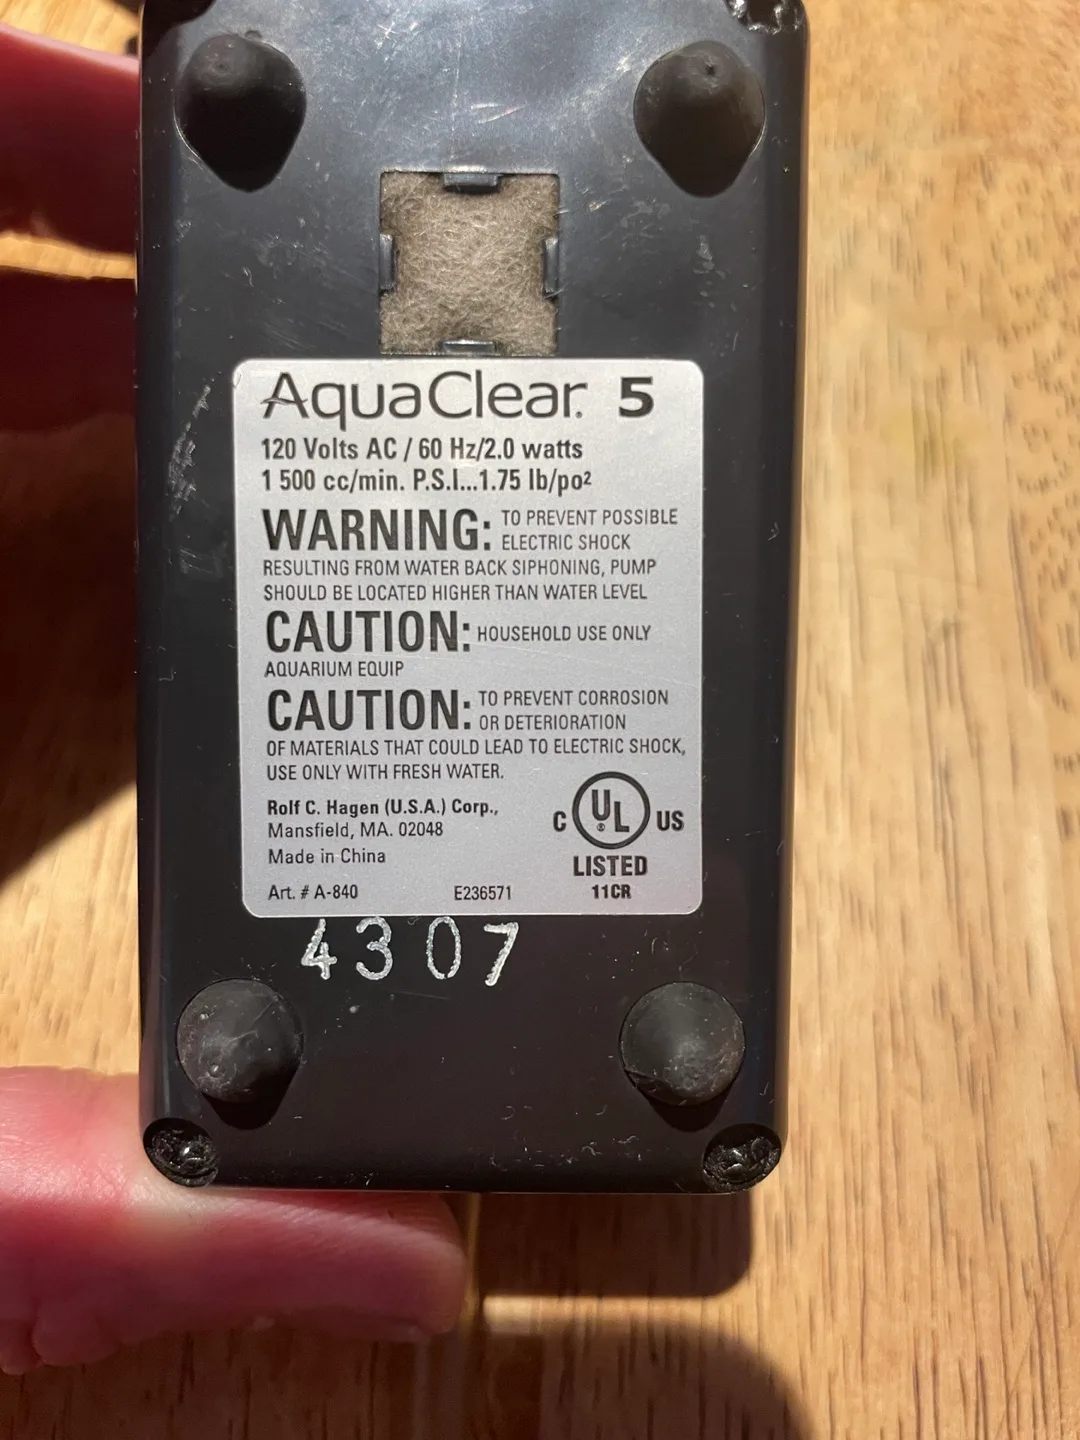 AquaClear. 5
120 Volts AC / 60 Hz/2.0 watts
1 500 cc/min. P.S.I...1.75 lb/po²
WARNING: TO PREVENT POSSIBLE
ELECTRIC SHOCK
RESULTING FROM WATER BACK SIPHONING, PUMP
SHOULD BE LOCATED HIGHER THAN WATER LEVEL
CAUTION: HOUSEHOLD USE ONLY
AQUARIUM EQUIP
CAUTION: TO PREVENT CORROSION
OR DETERIORATION
OF MATERIALS THAT COULD LEAD TO ELECTRIC SHOCK,
USE ONLY WITH FRESH WATER.
Rolf C. Hagen (U.S.A.) Corp.,
Mansfield, MA. 02048
Made in China
Art. # A-840 E236571
C UL ® US
LISTED
11CR
4307